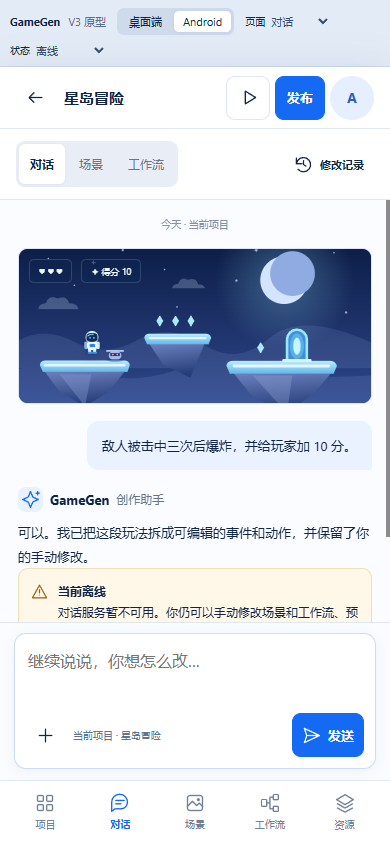 GameGen V3 原型 桌面端 Android 页面 对话
状态 离线
星岛冒险 发布 A
对话 场景 工作流 修改记录
今天 · 当前项目
得分 10
敌人被击中三次后爆炸，并给玩家加 10 分。
GameGen 创作助手
可以。我已把这段玩法拆成可编辑的事件和动作，并保留了你
的手动修改。
当前离线
对话服务暂不可用。你仍可以手动修改场景和工作流、预
继续说说，你想怎么改...
当前项目 · 星岛冒险 发送
项目 对话 场景 工作流 资源